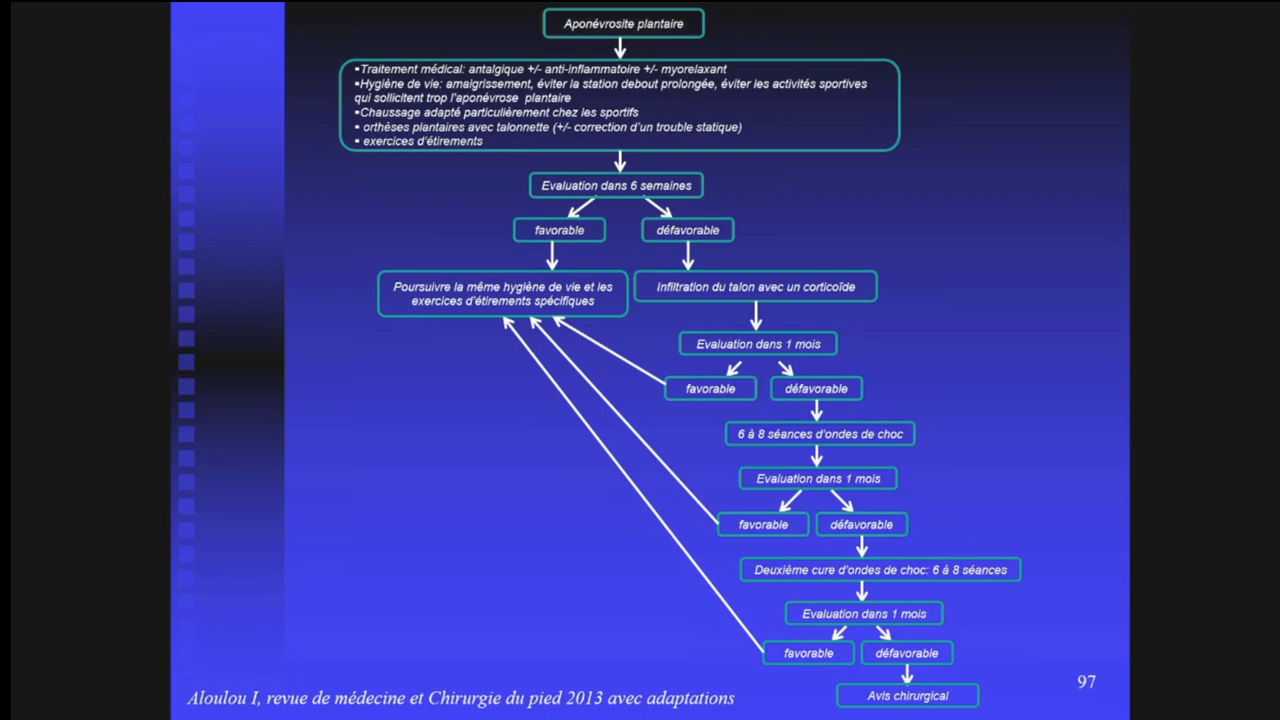 Aponévrosite plantaire
▪Traitement médical: antalgique +/- anti-inflammatoire +/- myorelaxant
▪Hygiène de vie: amaigrissement, éviter la station debout prolongée, éviter les activités sportives
qui sollicitent trop l'aponévrose plantaire
▪Chaussage adapté particulièrement chez les sportifs
▪ orthèses plantaires avec talonnette (+/- correction d'un trouble statique)
▪ exercices d'étirements
Evaluation dans 6 semaines
favorable
défavorable
Poursuivre la même hygiène de vie et les
exercices d'étirements spécifiques
Infiltration du talon avec un corticoïde
Evaluation dans 1 mois
favorable
défavorable
6 à 8 séances d'ondes de choc
Evaluation dans 1 mois
favorable
défavorable
Deuxième cure d'ondes de choc: 6 à 8 séances
Evaluation dans 1 mois
favorable
défavorable
Avis chirurgical
97
Aloulou I, revue de médecine et Chirurgie du pied 2013 avec adaptations